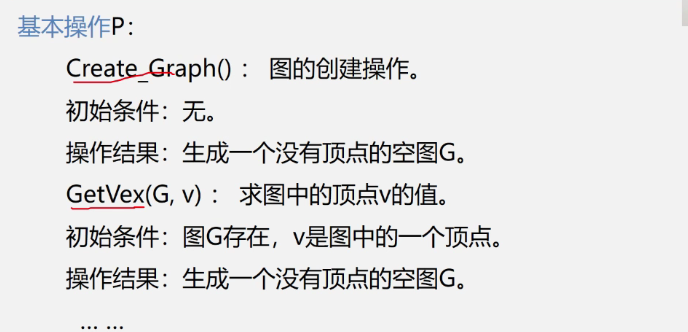 基本操作P：
Create_Graph() ： 图的创建操作。
初始条件：无。
操作结果：生成一个没有顶点的空图G。
GetVex(G, v) ： 求图中的顶点v的值。
初始条件：图G存在，v是图中的一个顶点。
操作结果：生成一个没有顶点的空图G。
... ...